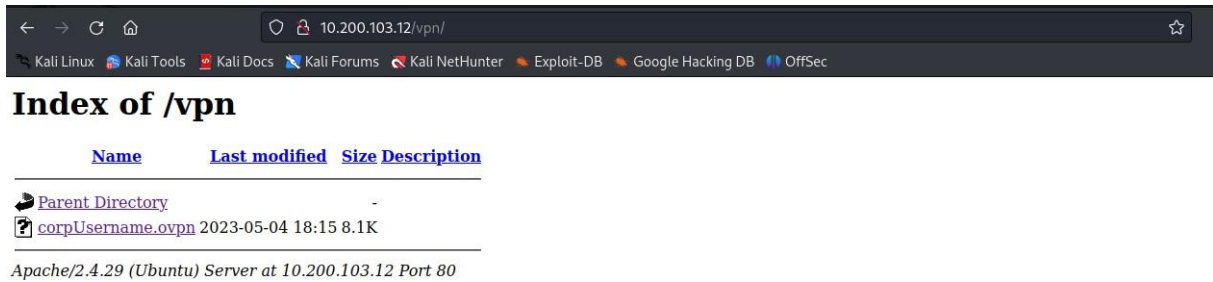 10.200.103.12/vpn/
Kali Linux Kali Tools Kali Docs Kali Forums Kali NetHunter Exploit-DB Google Hacking DB OffSec
Index of /vpn
Name Last modified Size Description
Parent Directory -
corpUsername.ovpn 2023-05-04 18:15 8.1K
Apache/2.4.29 (Ubuntu) Server at 10.200.103.12 Port 80